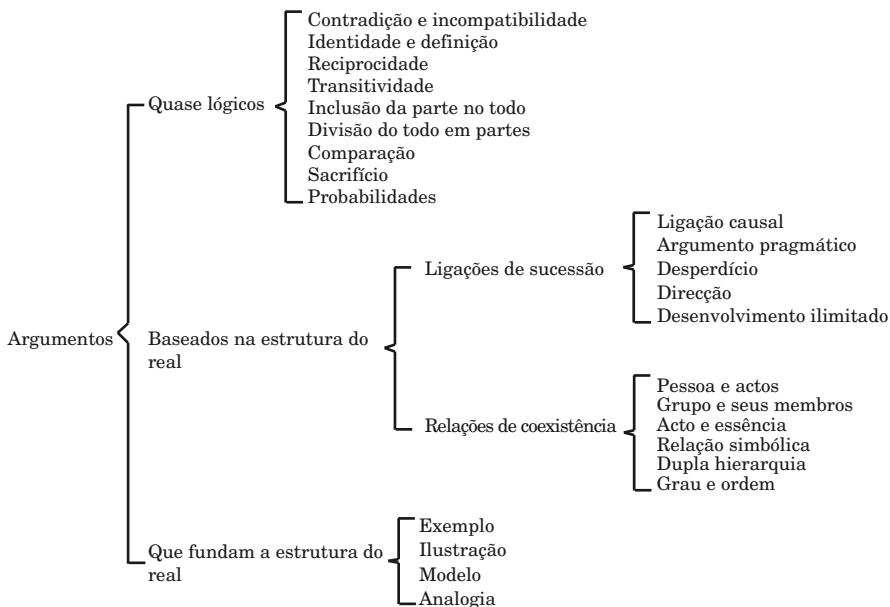 Argumentos
Quase lógicos
Contradição e incompatibilidade
Identidade e definição
Reciprocidade
Transitividade
Inclusão da parte no todo
Divisão do todo em partes
Comparação
Sacrifício
Probabilidades
Baseados na estrutura do
real
Ligações de sucessão
Ligação causal
Argumento pragmático
Desperdício
Direcção
Desenvolvimento ilimitado
Relações de coexistência
Pessoa e actos
Grupo e seus membros
Acto e essência
Relação simbólica
Dupla hierarquia
Grau e ordem
Que fundam a estrutura do
real
Exemplo
Ilustração
Modelo
Analogia